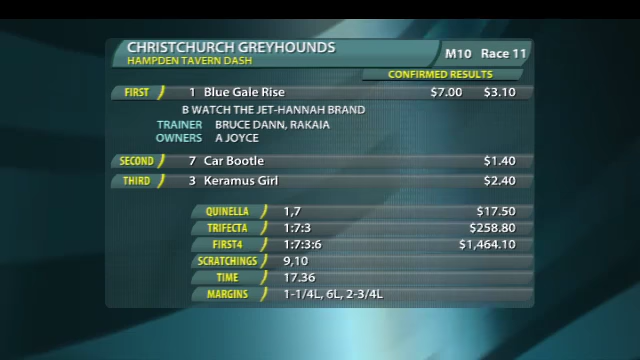 CHRISTCHURCH GREYHOUNDS
HAMPDEN TAVERN DASH
M10 Race 11
CONFIRMED RESULTS
FIRST 1 Blue Gale Rise $7.00 $3.10
B WATCH THE JET-HANNAH BRAND
TRAINER BRUCE DANN, RAKAIA
OWNERS A JOYCE
SECOND 7 Car Bootle $1.40
THIRD 3 Keramus Girl $2.40
QUINELLA 1,7 $17.50
TRIFECTA 1:7:3 $258.80
FIRST4 1:7:3:6 $1,464.10
SCRATCHINGS 9,10
TIME 17.36
MARGINS 1-1/4L, 6L, 2-3/4L